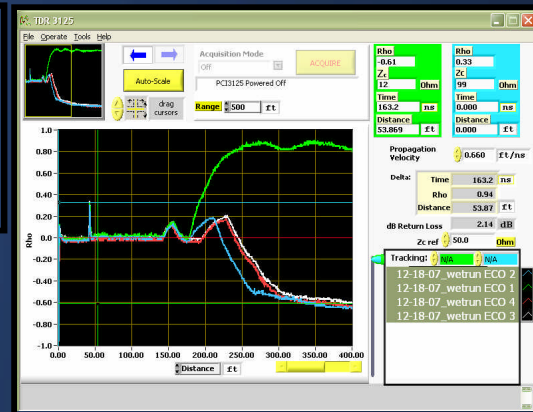 TDR 3125
File Operate Tools Help
Auto-Scale
drag
cursors
Acquisition Mode
Off
ACQUIRE
PCI3125 Powered Off
Range 500 ft
Rho
-0.61
Zc
12 Ohm
Time
163.2 ns
Distance
53.869 ft
Rho
0.33
Zc
99 Ohm
Time
0.000 ns
Distance
0.000 ft
Propagation
Velocity 0.660 ft/ns
Delta: Time 163.2 ns
Rho 0.94
Distance 53.87 ft
dB Return Loss 2.14 dB
Zc ref 50.0 Ohm
Tracking: N/A N/A
12-18-07_wetrun ECO 2
12-18-07_wetrun ECO 1
12-18-07_wetrun ECO 4
12-18-07_wetrun ECO 3
Rho
1.0
0.80
0.60
0.40
0.20
0.0
-0.20
-0.40
-0.60
-0.80
-1.0
0.00 50.00 100.00 150.00 200.00 250.00 300.00 350.00 400.00
Distance ft